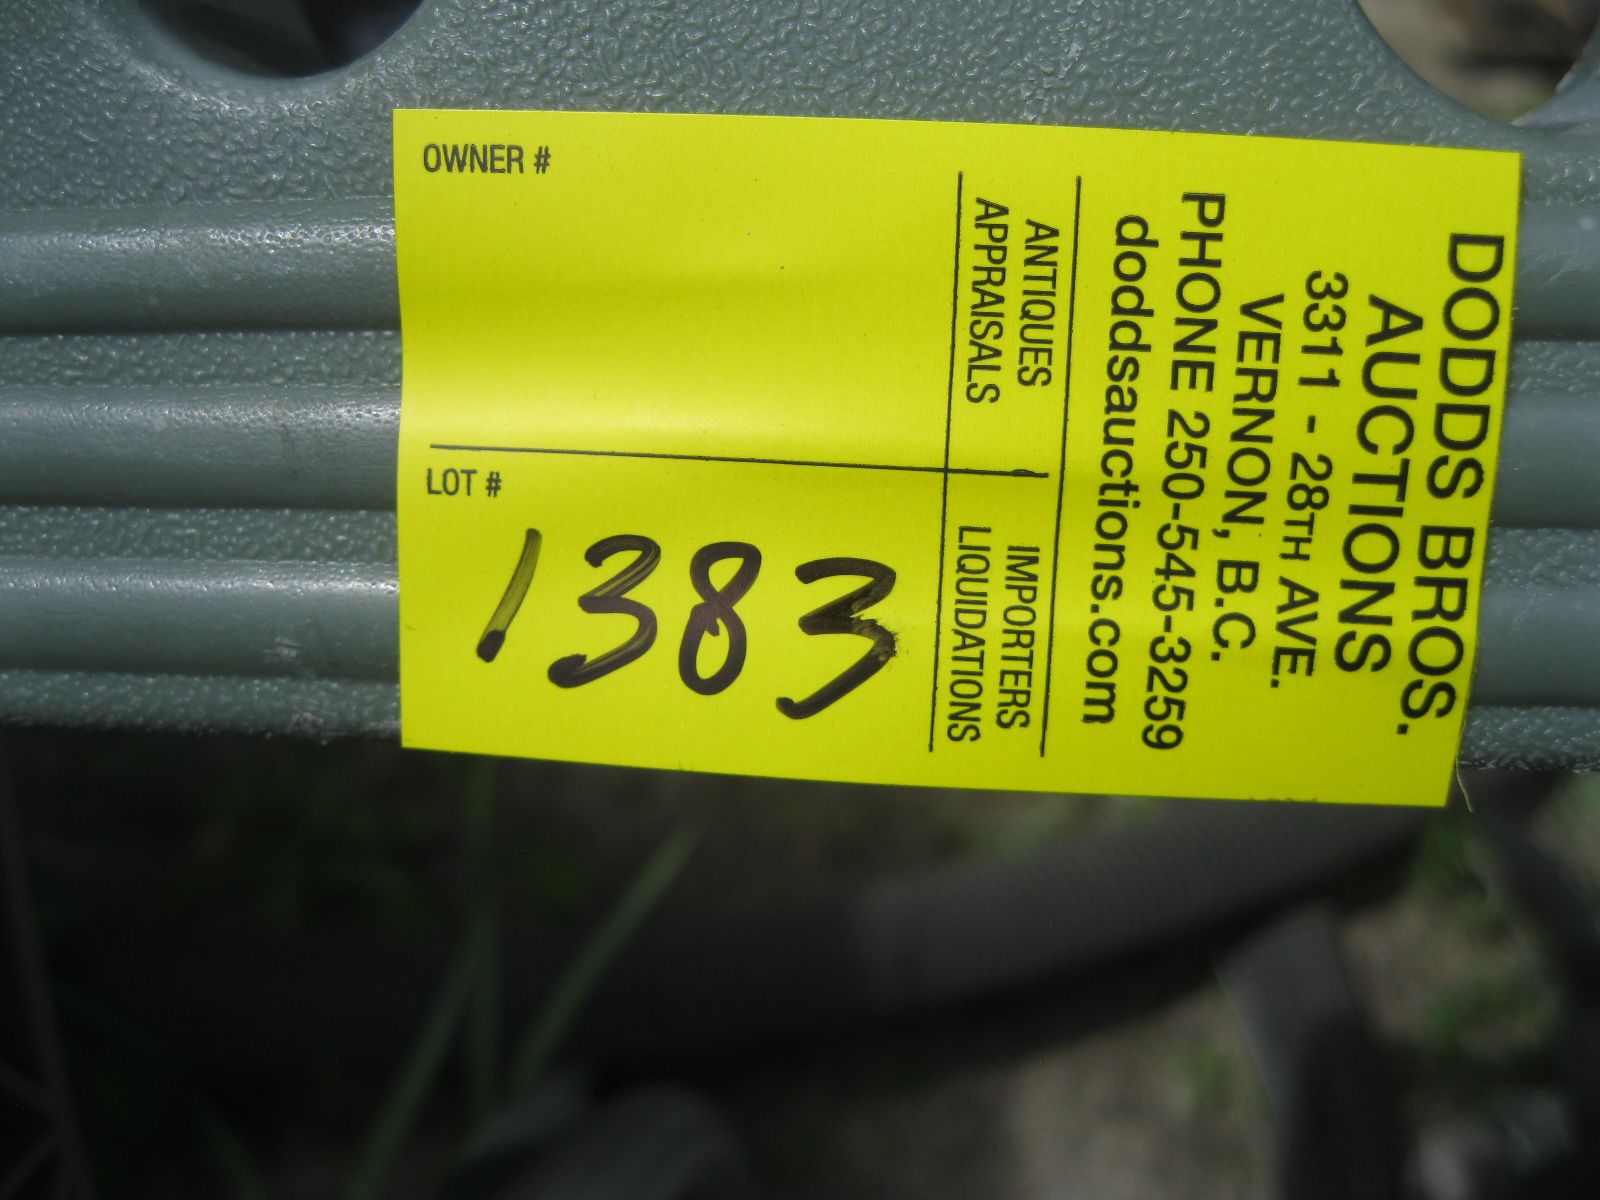 DODDS BROS.
AUCTIONS
3311 - 28TH AVE.
VERNON, B.C.
PHONE 250-545-3259
doddsauctions.com
ANTIQUES
APPRAISALS
IMPORTERS
LIQUIDATIONS
OWNER #
LOT #
1383